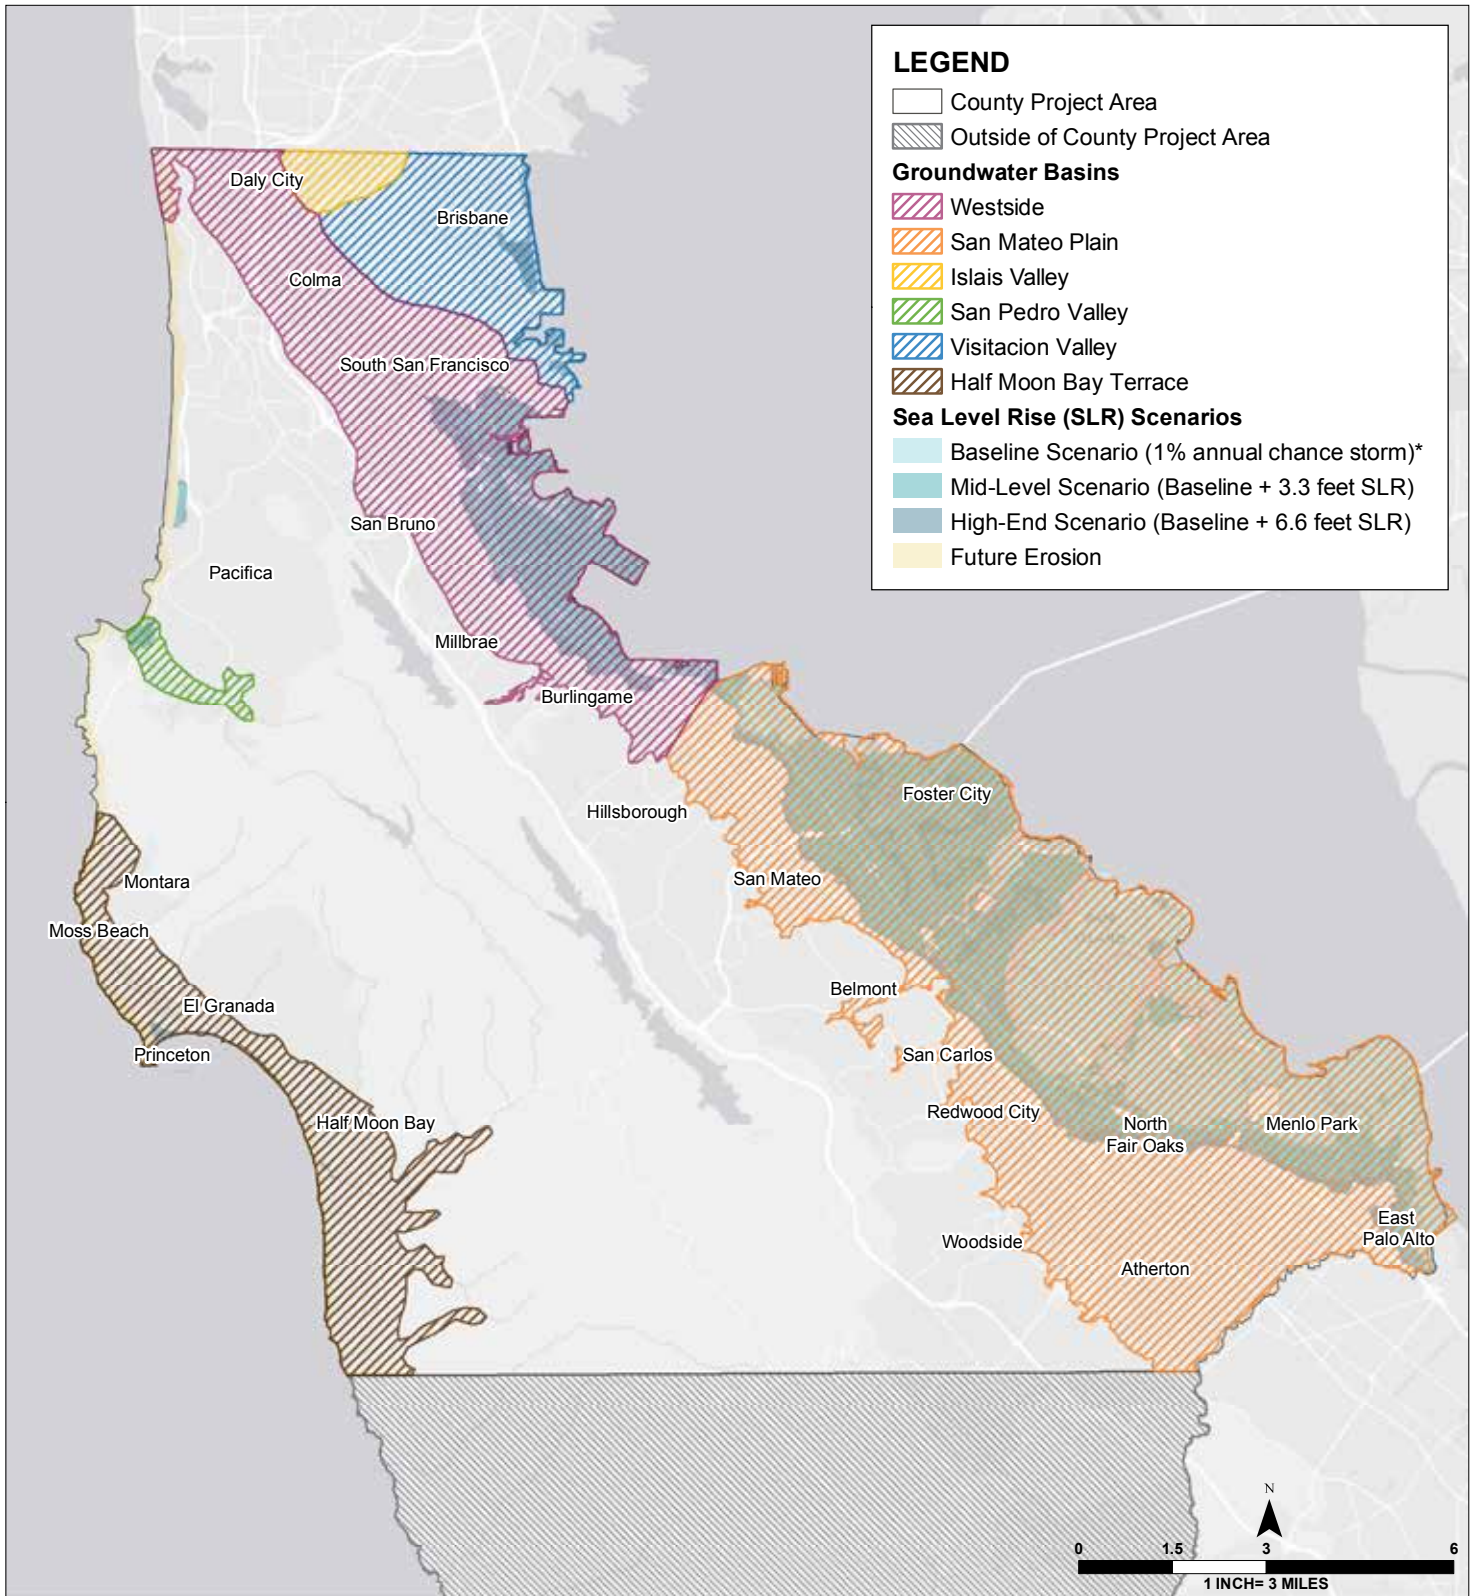 LEGEND
County Project Area
Outside of County Project Area
Groundwater Basins
Westside
San Mateo Plain
Islais Valley
San Pedro Valley
Visitacion Valley
Half Moon Bay Terrace
Sea Level Rise (SLR) Scenarios
Baseline Scenario (1% annual chance storm)*
Mid-Level Scenario (Baseline + 3.3 feet SLR)
High-End Scenario (Baseline + 6.6 feet SLR)
Future Erosion
Daly City
Brisbane
Colma
South San Francisco
San Bruno
Pacifica
Millbrae
Burlingame
Foster City
Hillsborough
San Mateo
Montara
Moss Beach
Belmont
El Granada
Princeton
San Carlos
Redwood City
Half Moon Bay
North
Fair Oaks
Menlo Park
East
Palo Alto
Woodside
Atherton
N
0 1.5 3 6
1 INCH= 3 MILES